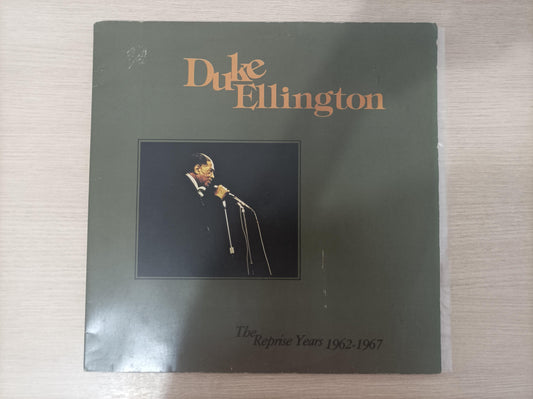 Duke
Ellington
The
Reprise Years 1962-1967